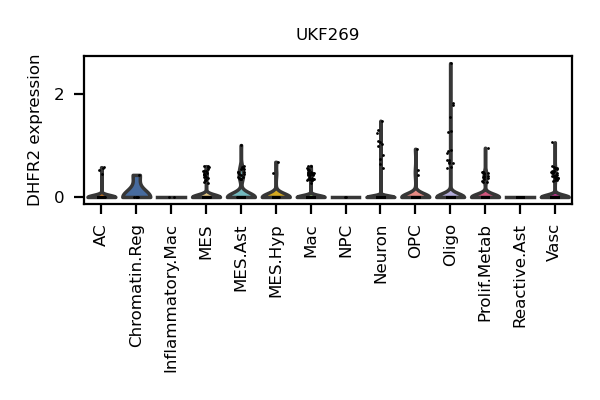 UKF269
DHFR2 expression
2
0
AC
Chromatin.Reg
Inflammatory.Mac
MES
MES.Ast
MES.Hyp
Mac
NPC
Neuron
OPC
Oligo
Prolif.Metab
Reactive.Ast
Vasc